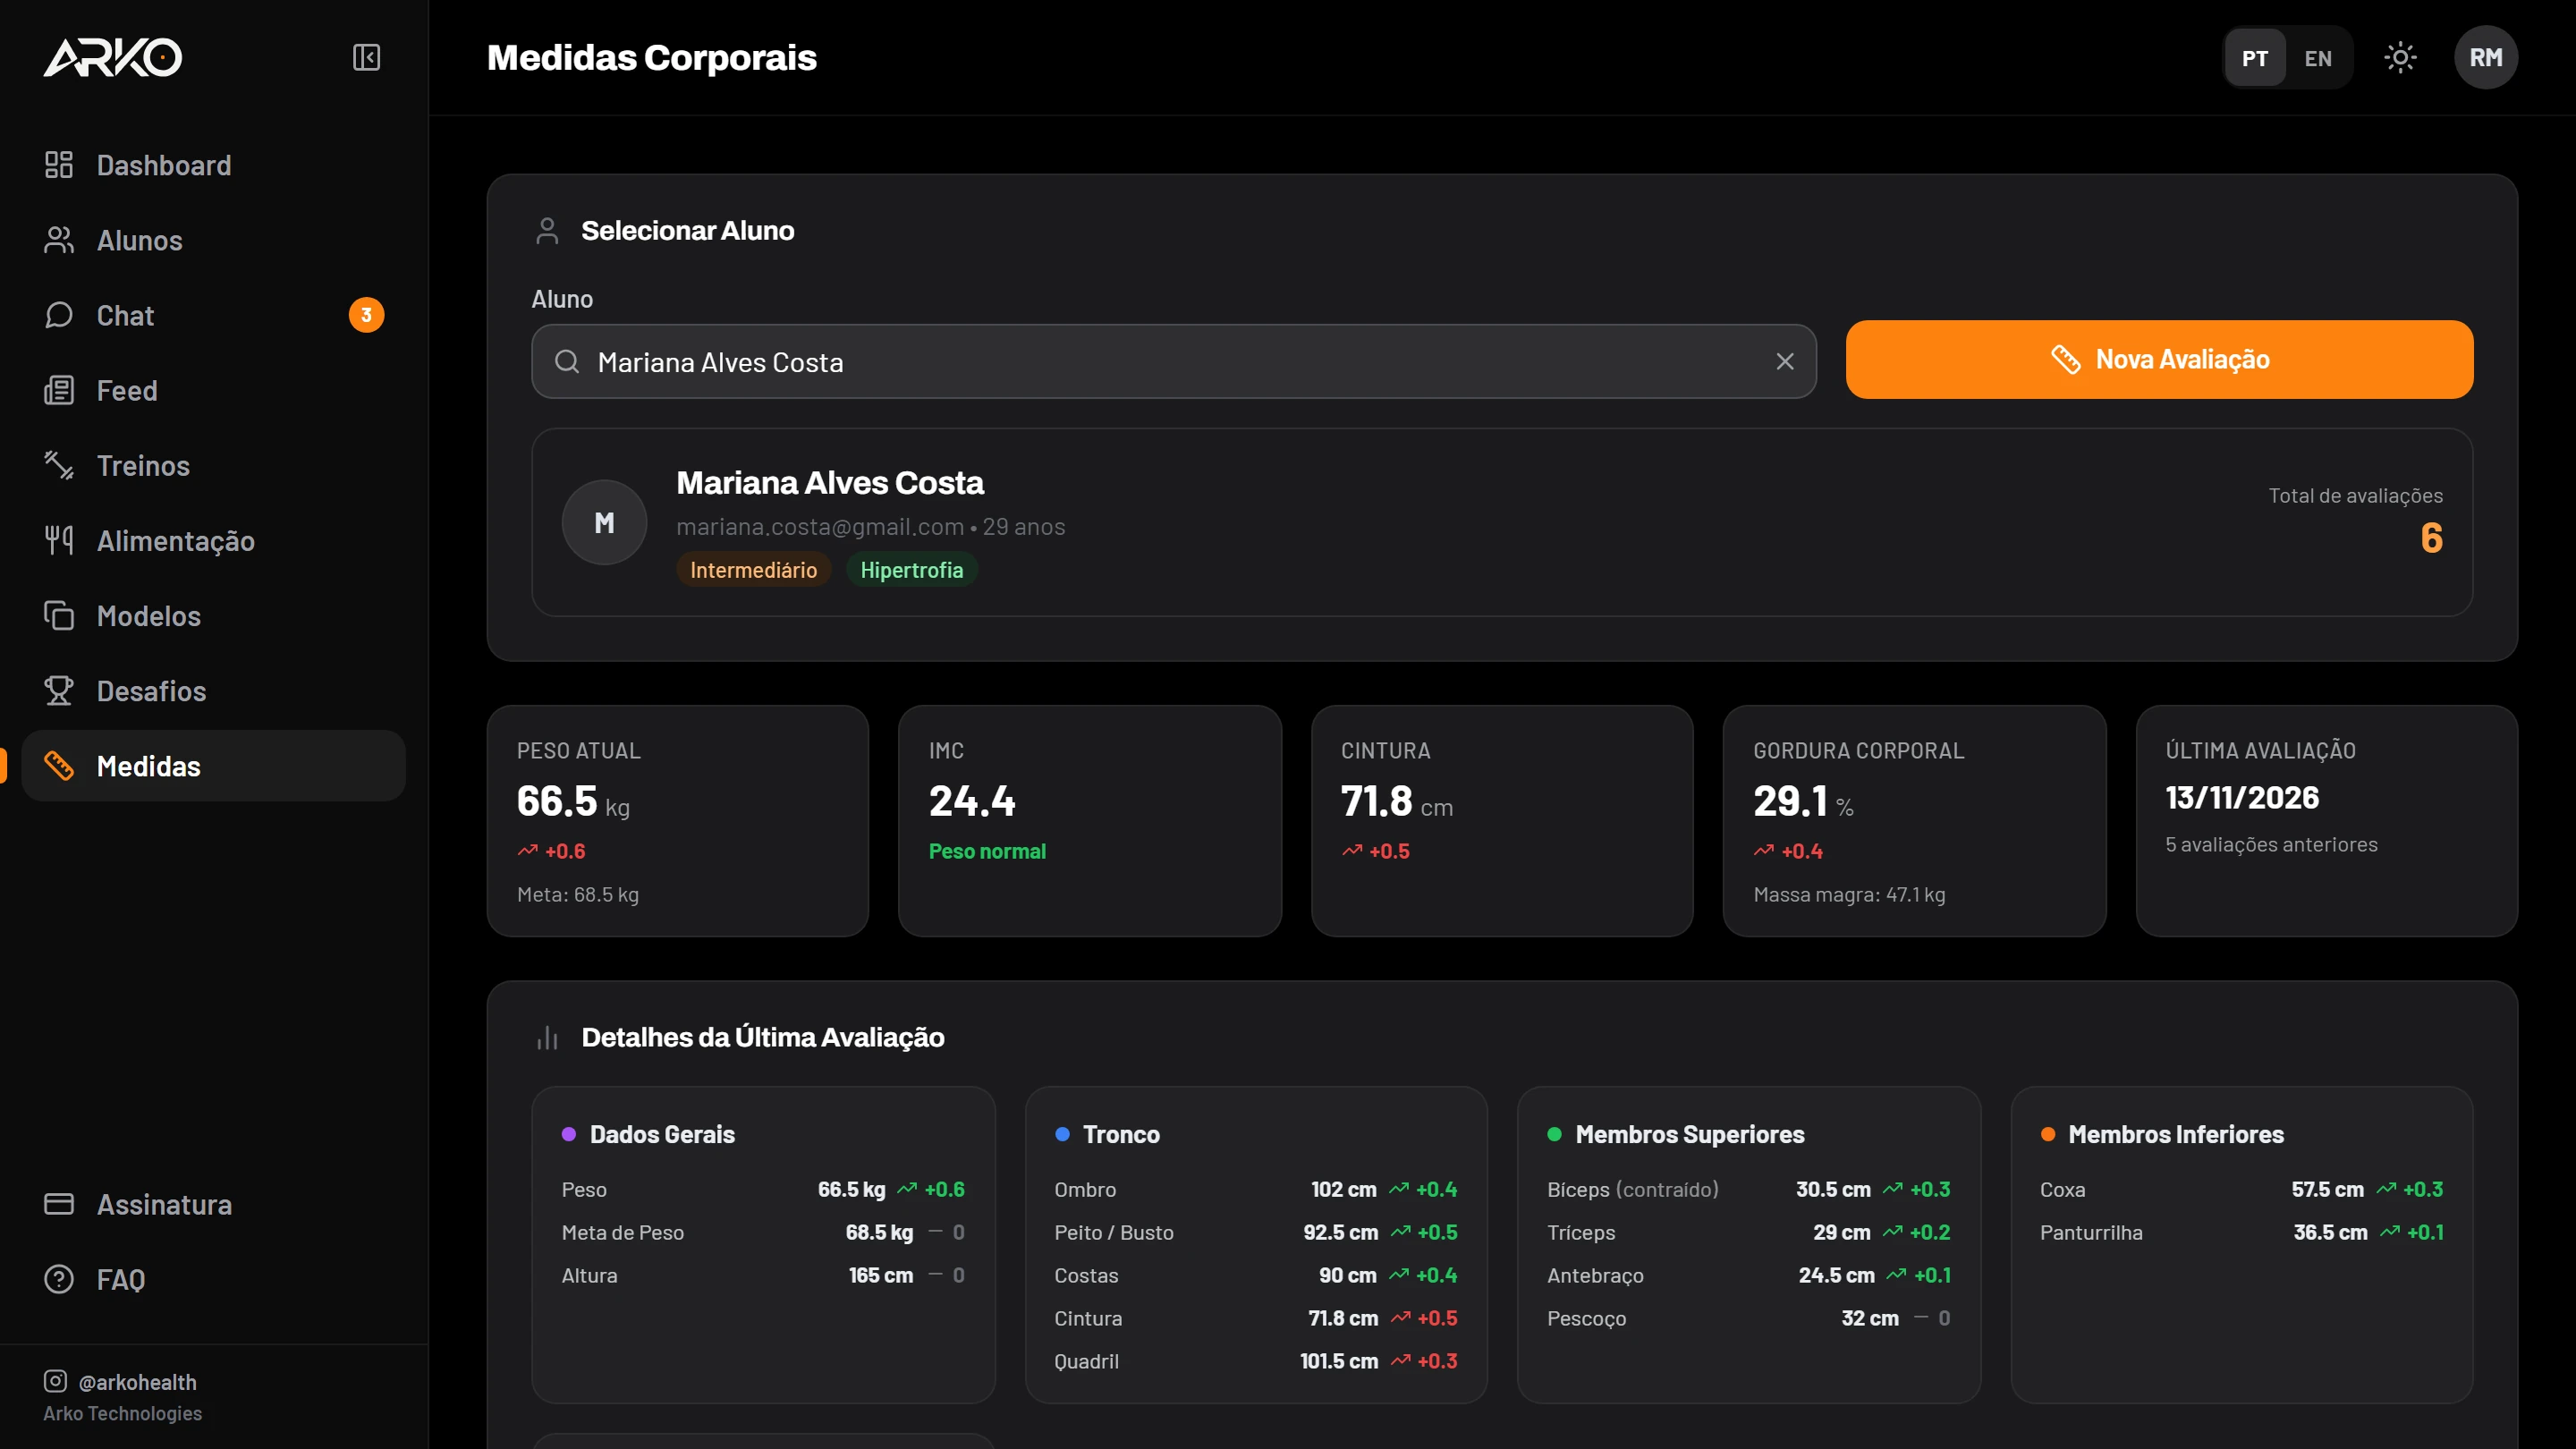 ARKO
Medidas Corporais
PT EN
RM
Dashboard
Alunos
Chat 3
Feed
Treinos
Alimentação
Modelos
Desafios
Medidas
Assinatura
FAQ
@arkohealth
Arko Technologies
Selecionar Aluno
Aluno
Mariana Alves Costa
Nova Avaliação
M
Mariana Alves Costa
mariana.costa@gmail.com • 29 anos
Intermediário Hipertrofia
Total de avaliações
6
PESO ATUAL
66.5 kg
+0.6
Meta: 68.5 kg
IMC
24.4
Peso normal
CINTURA
71.8 cm
+0.5
GORDURA CORPORAL
29.1 %
+0.4
Massa magra: 47.1 kg
ÚLTIMA AVALIAÇÃO
13/11/2026
5 avaliações anteriores
Detalhes da Última Avaliação
Dados Gerais
Peso 66.5 kg +0.6
Meta de Peso 68.5 kg — 0
Altura 165 cm — 0
Tronco
Ombro 102 cm +0.4
Peito / Busto 92.5 cm +0.5
Costas 90 cm +0.4
Cintura 71.8 cm +0.5
Quadril 101.5 cm +0.3
Membros Superiores
Bíceps (contraído) 30.5 cm +0.3
Tríceps 29 cm +0.2
Antebraço 24.5 cm +0.1
Pescoço 32 cm — 0
Membros Inferiores
Coxa 57.5 cm +0.3
Panturrilha 36.5 cm +0.1